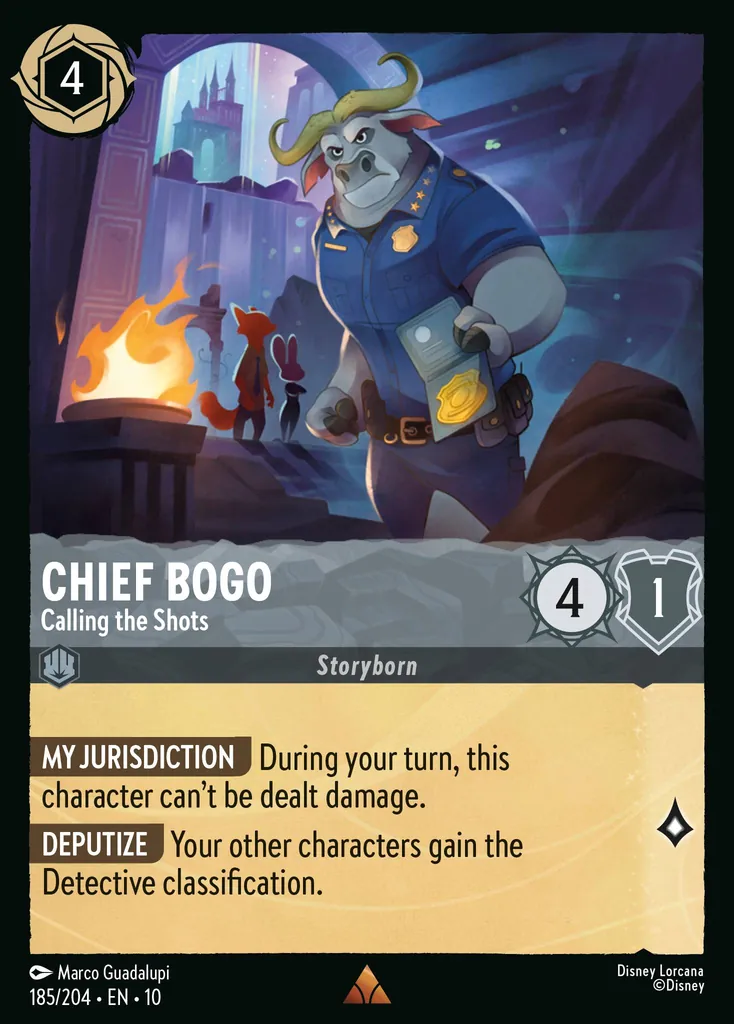 4
CHIEF BOGO
Calling the Shots
4
1
Storyborn
MY JURISDICTION During your turn, this
character can't be dealt damage.
DEPUTIZE Your other characters gain the
Detective classification.
Marco Guadalupi
185/204 • EN • 10
Disney Lorcana
©Disney